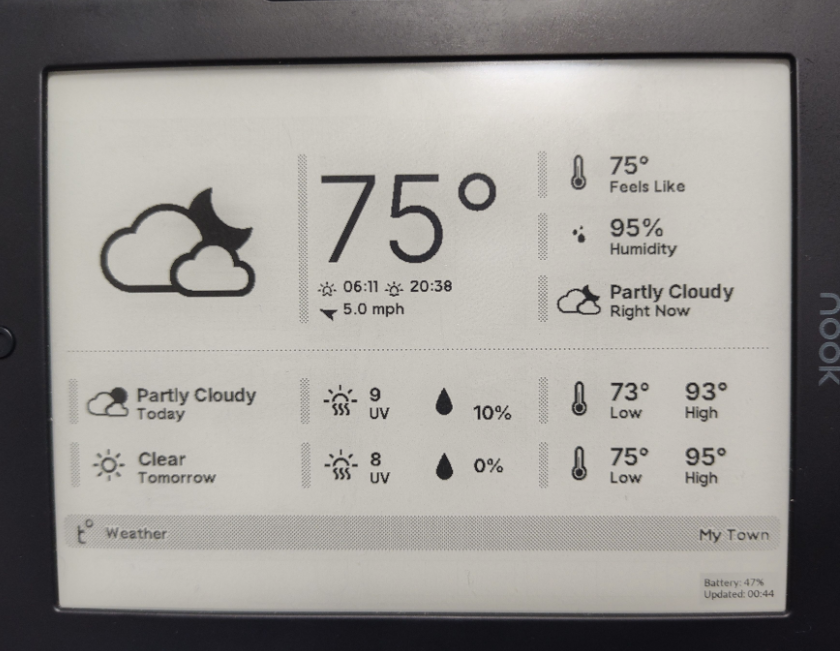 75°
06:11 20:38
5.0 mph
75°
Feels Like
95%
Humidity
Partly Cloudy
Right Now
nook
Partly Cloudy
Today
9
UV
10%
73° 93°
Low High
Clear
Tomorrow
8
UV
0%
75° 95°
Low High
t° Weather My Town
Battery: 47%
Updated: 00:44